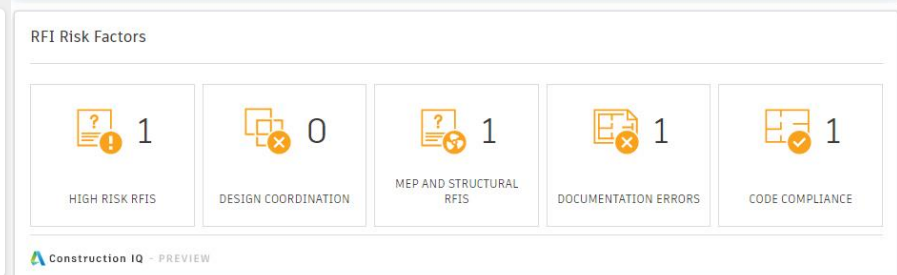 RFI Risk Factors
1
0
1
1
1
HIGH RISK RFIS
DESIGN COORDINATION
MEP AND STRUCTURAL
RFIS
DOCUMENTATION ERRORS
CODE COMPLIANCE
Construction IQ - PREVIEW